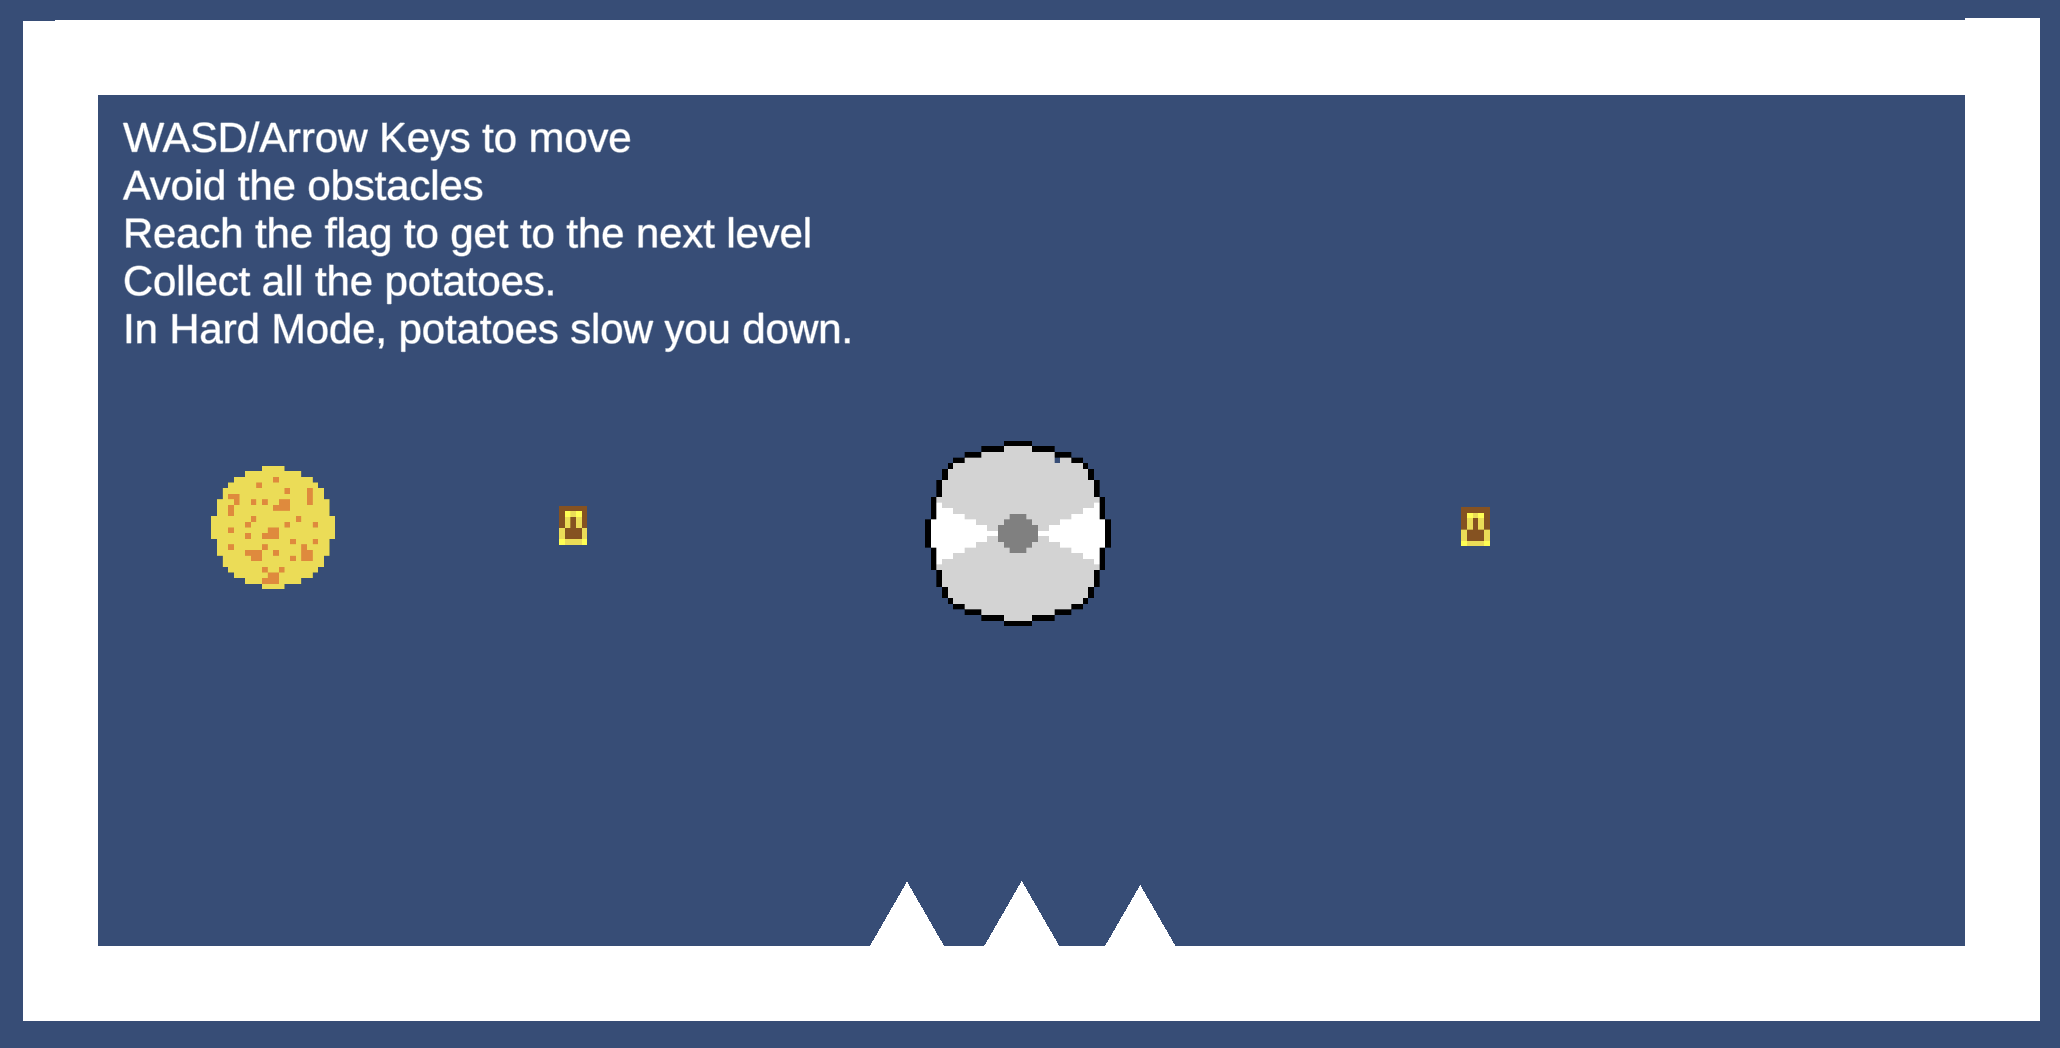 WASD/Arrow Keys to move
Avoid the obstacles
Reach the flag to get to the next level
Collect all the potatoes.
In Hard Mode, potatoes slow you down.